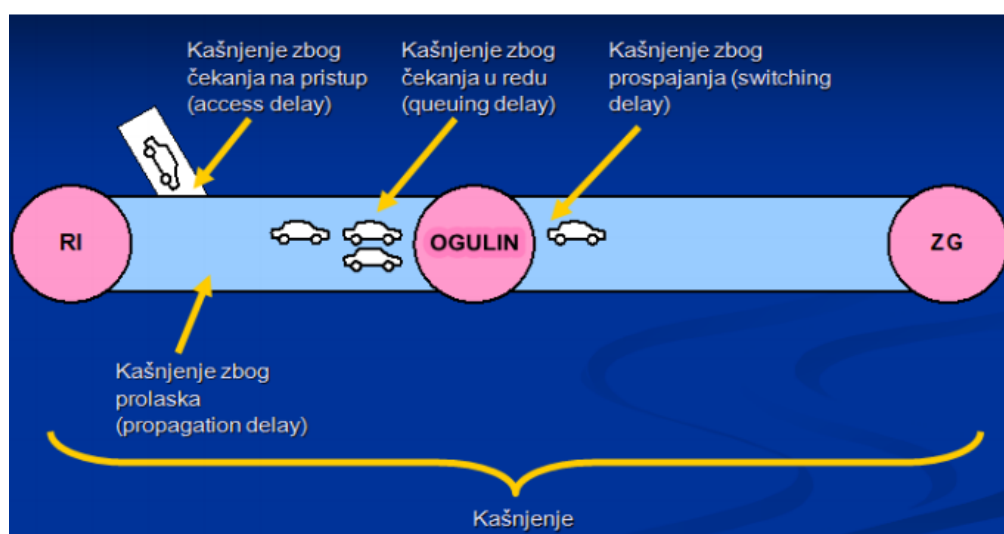 Kašnjenje zbog
čekanja na pristup
(access delay)
Kašnjenje zbog
čekanja u redu
(queuing delay)
Kašnjenje zbog
prospajanja (switching
delay)
RI
OGULIN
ZG
Kašnjenje zbog
prolaska
(propagation delay)
Kašnjenje